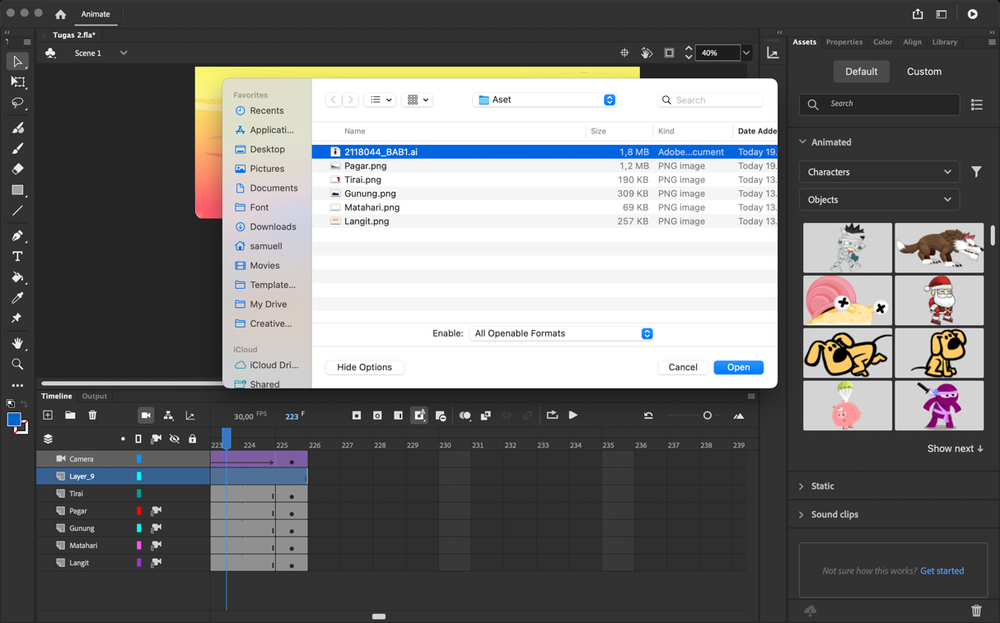 Animate
Tugas 2.fla*
Scene 1
40%
Assets Properties Color Align Library
Default Custom
Search
Animated
Characters
Objects
Show next
Static
Sound clips
Not sure how this works? Get started
Favorites
Recents
Applicati...
Desktop
Pictures
Documents
Font
Downloads
samuell
Movies
Template...
My Drive
Creative...
iCloud
iCloud Dri...
Shared
Aset
Search
Name Size Kind Date Adde
2118044_BAB1.ai 1,8 MB Adobe...cument Today 19.
Pagar.png 1,2 MB PNG image Today 19.
Tirai.png 190 KB PNG image Today 13.
Gunung.png 309 KB PNG image Today 13.
Matahari.png 69 KB PNG image Today 13.
Langit.png 257 KB PNG image Today 13.
Enable: All Openable Formats
Hide Options Cancel Open
Timeline Output
30,00 FPS 223 F
223 224 225 226 227 228 229 230 231 232 233 234 235 236 237 238 239
Camera
Layer_9
Tirai
Pagar
Gunung
Matahari
Langit